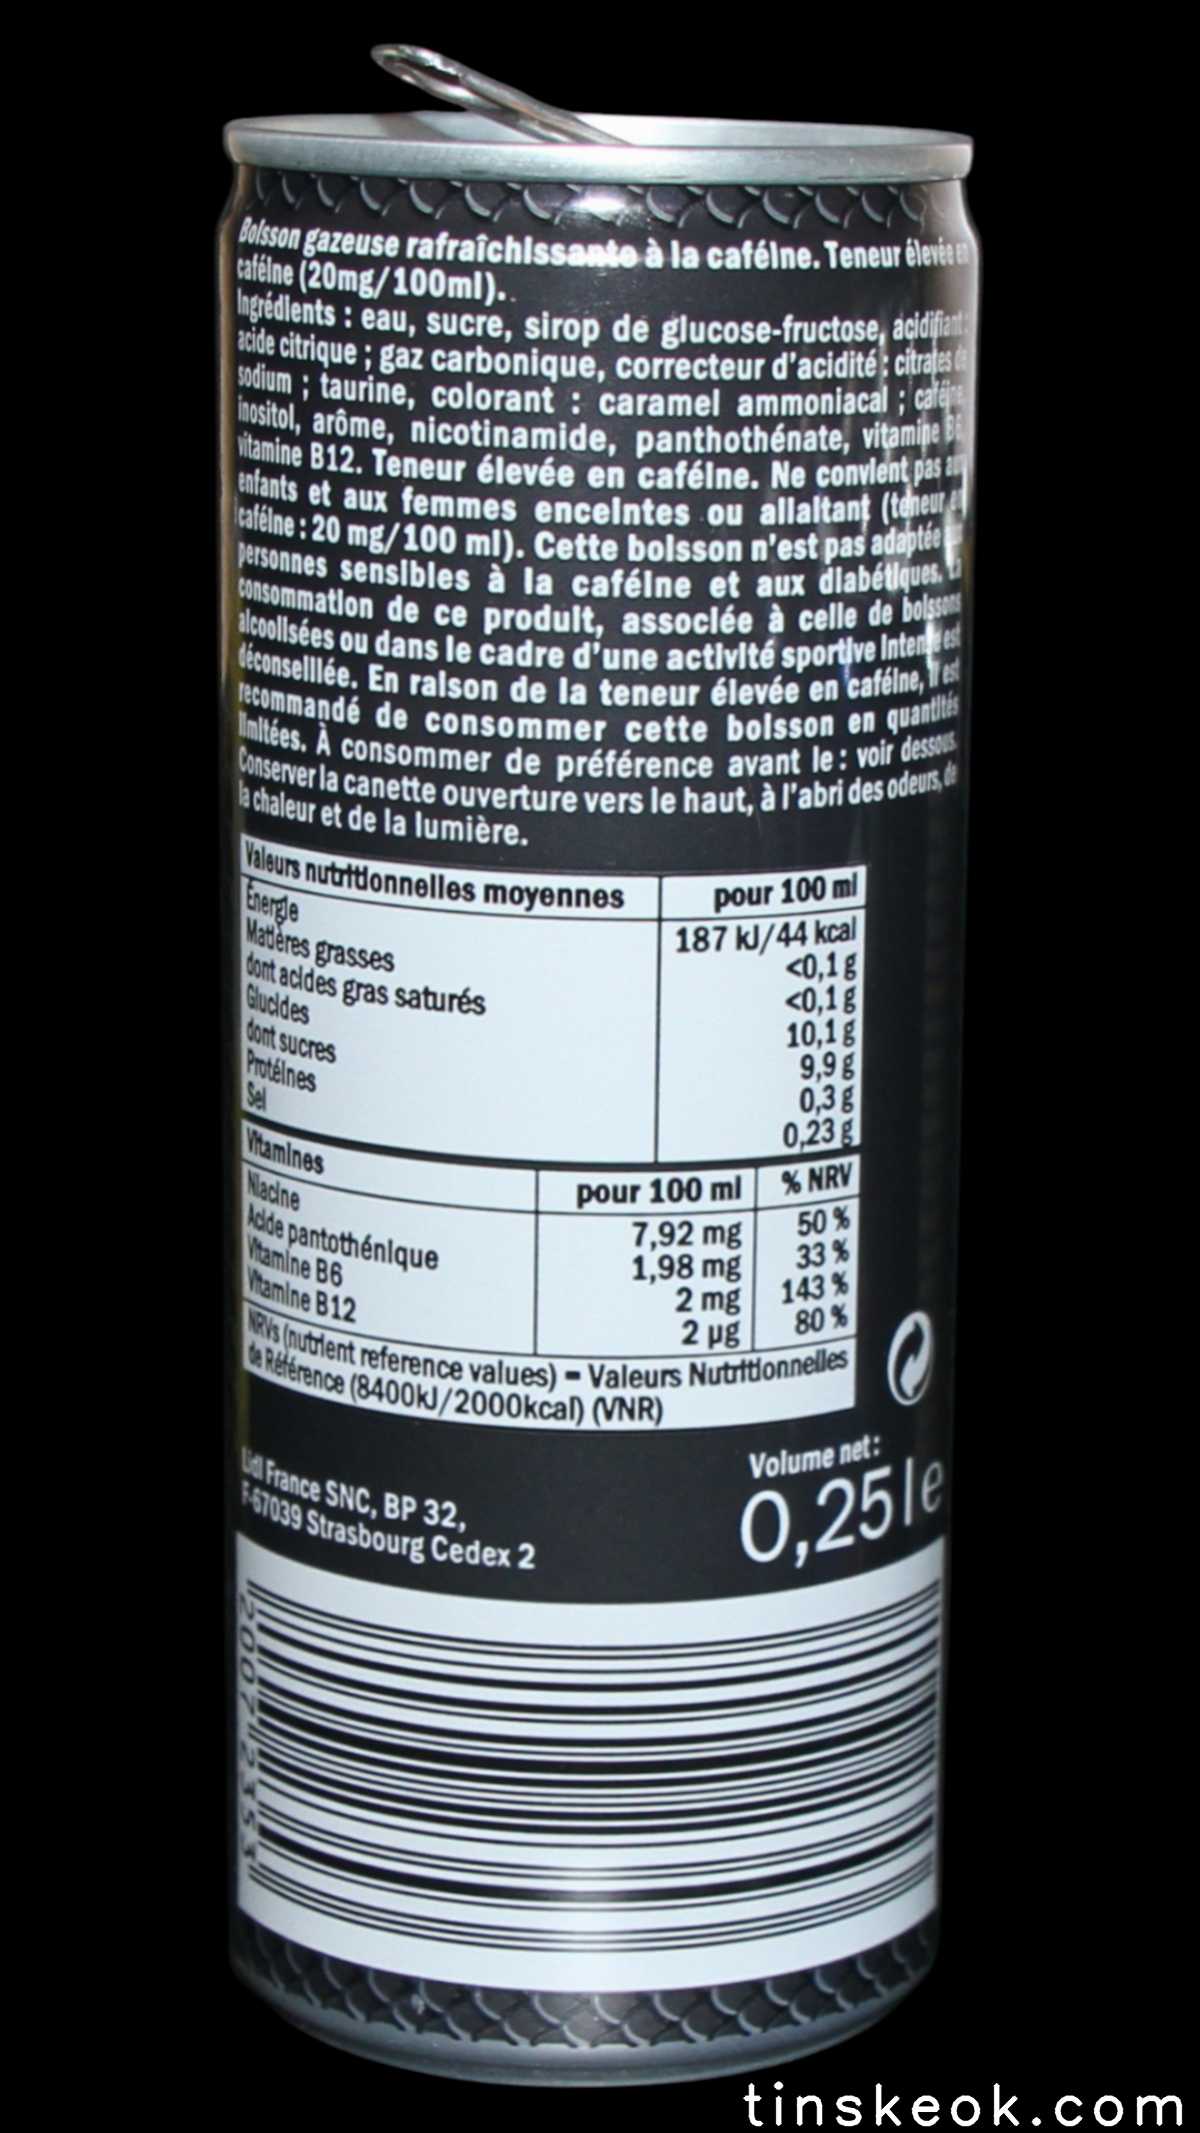 Boisson gazeuse rafraîchissante à la caféine. Teneur élevée en
caféine (20mg/100ml).
Ingrédients : eau, sucre, sirop de glucose-fructose, acidifiant :
acide citrique ; gaz carbonique, correcteur d'acidité : citrates de
sodium ; taurine, colorant : caramel ammoniacal ; caféine,
inositol, arôme, nicotinamide, panthothénate, vitamine B6,
vitamine B12. Teneur élevée en caféine. Ne convient pas aux
enfants et aux femmes enceintes ou allaitant (teneur en
caféine : 20 mg/100 ml). Cette boisson n'est pas adaptée aux
personnes sensibles à la caféine et aux diabétiques. La
consommation de ce produit, associée à celle de boissons
alcoolisées ou dans le cadre d'une activité sportive intense est
déconseillée. En raison de la teneur élevée en caféine, il est
recommandé de consommer cette boisson en quantités
limitées. À consommer de préférence avant le : voir dessous.
Conserver la canette ouverture vers le haut, à l'abri des odeurs, de
la chaleur et de la lumière.
Valeurs nutritionnelles moyennes pour 100 ml
Énergie 187 kJ/44 kcal
Matières grasses <0,1 g
dont acides gras saturés <0,1 g
Glucides 10,1 g
dont sucres 9,9 g
Protéines 0,3 g
Sel 0,23 g
Vitamines pour 100 ml % NRV
Niacine 7,92 mg 50 %
Acide pantothénique 1,98 mg 33 %
Vitamine B6 2 mg 143 %
Vitamine B12 2 µg 80 %
NRVs (nutrient reference values) = Valeurs Nutritionnelles
de Référence (8400kJ/2000kcal) (VNR)
Lidl France SNC, BP 32,
F-67039 Strasbourg Cedex 2
Volume net :
0,25 l e
tinskeok.com